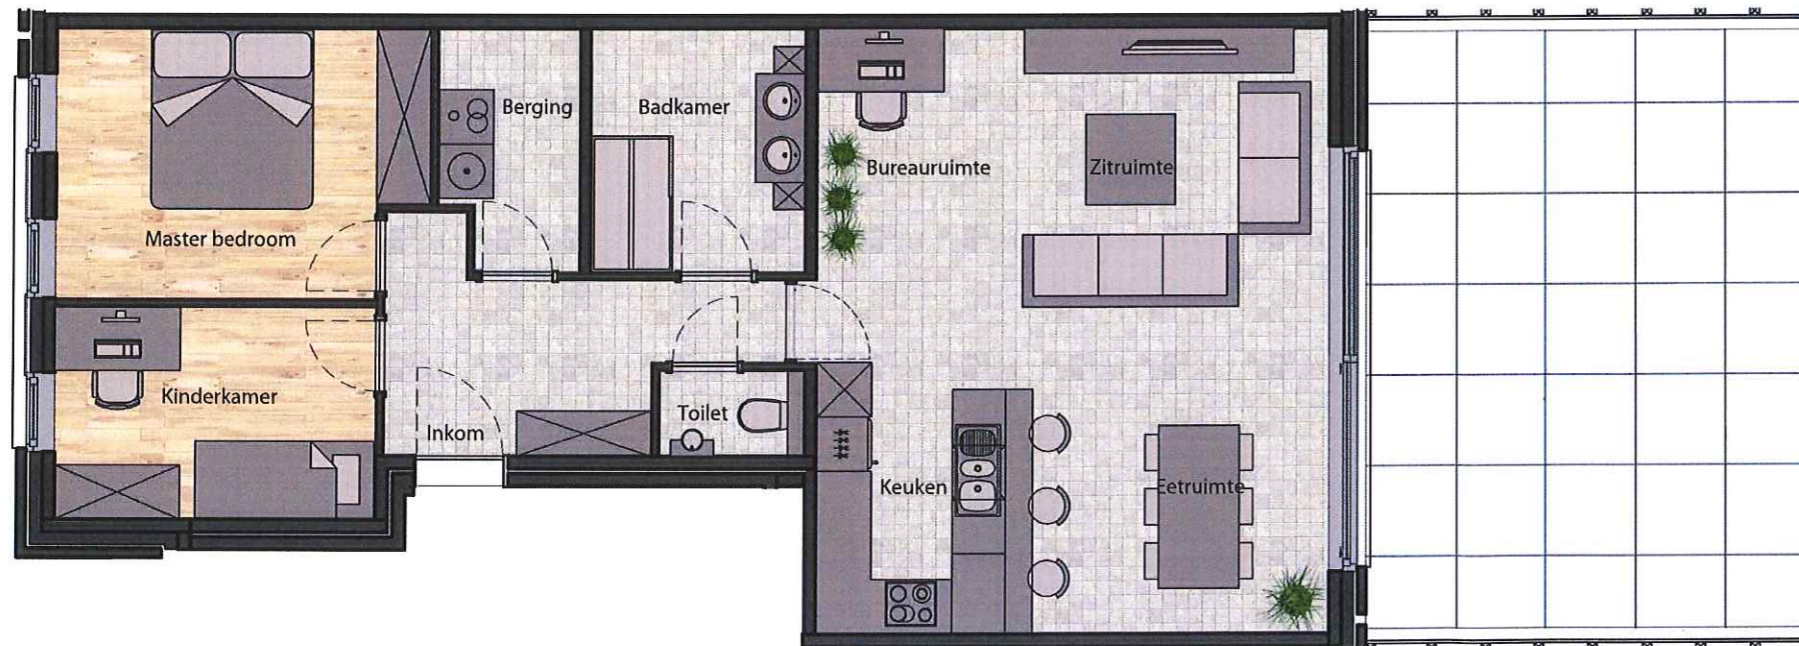 Berging
Badkamer
Bureauruimte
Zitruimte
Master bedroom
Kinderkamer
Inkom
Toilet
Keuken
Eetruimte